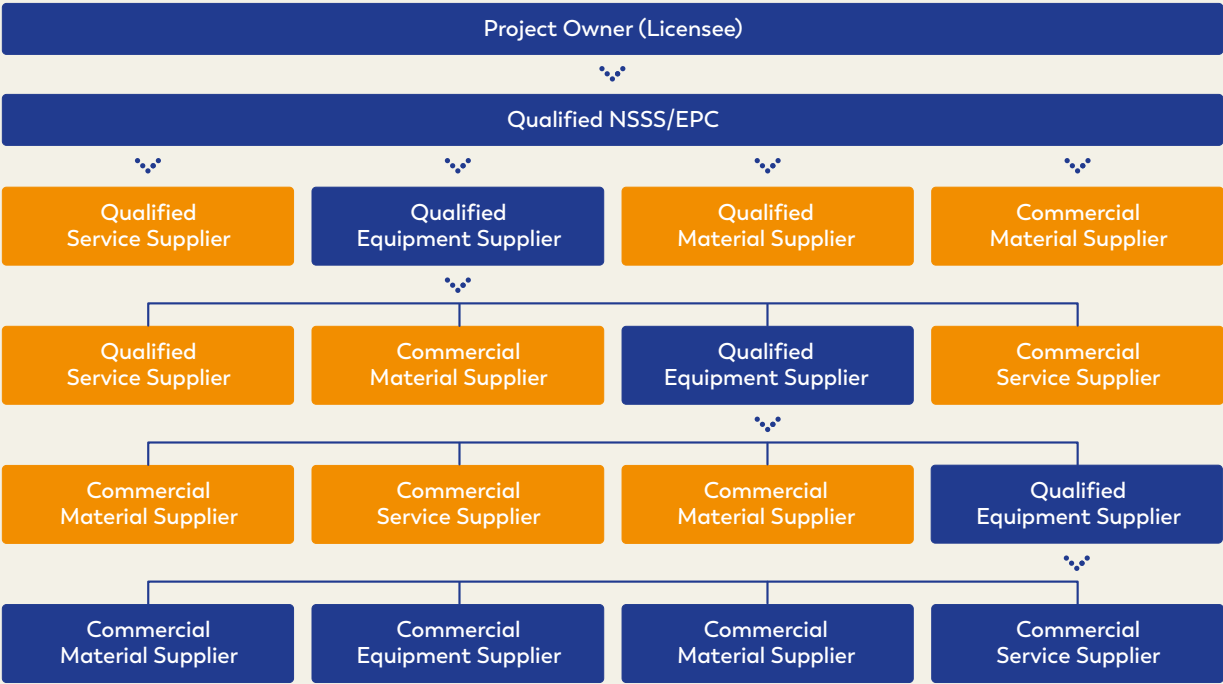 Project Owner (Licensee)
Qualified NSSS/EPC
Qualified
Service Supplier
Qualified
Equipment Supplier
Qualified
Material Supplier
Commercial
Material Supplier
Qualified
Service Supplier
Commercial
Material Supplier
Qualified
Equipment Supplier
Commercial
Service Supplier
Commercial
Material Supplier
Commercial
Service Supplier
Commercial
Material Supplier
Qualified
Equipment Supplier
Commercial
Material Supplier
Commercial
Equipment Supplier
Commercial
Material Supplier
Commercial
Service Supplier